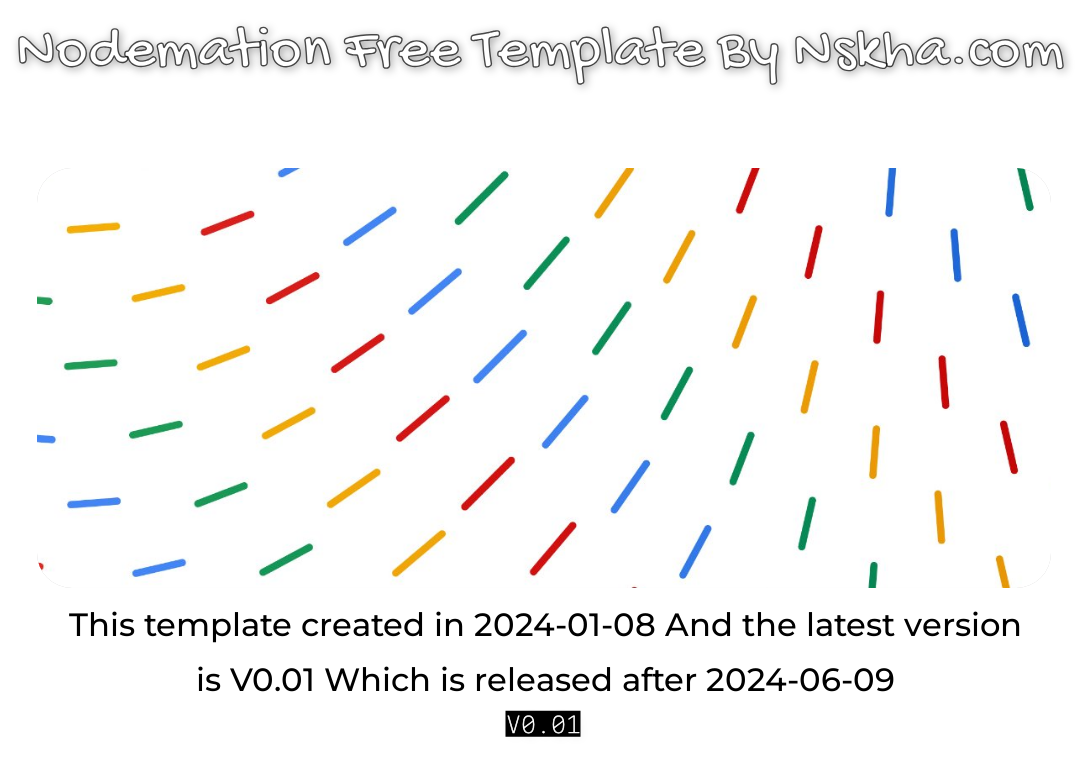 Nodemation Free Template By Nskha.com
This template created in 2024-01-08 And the latest version
is V0.01 Which is released after 2024-06-09
V0.01